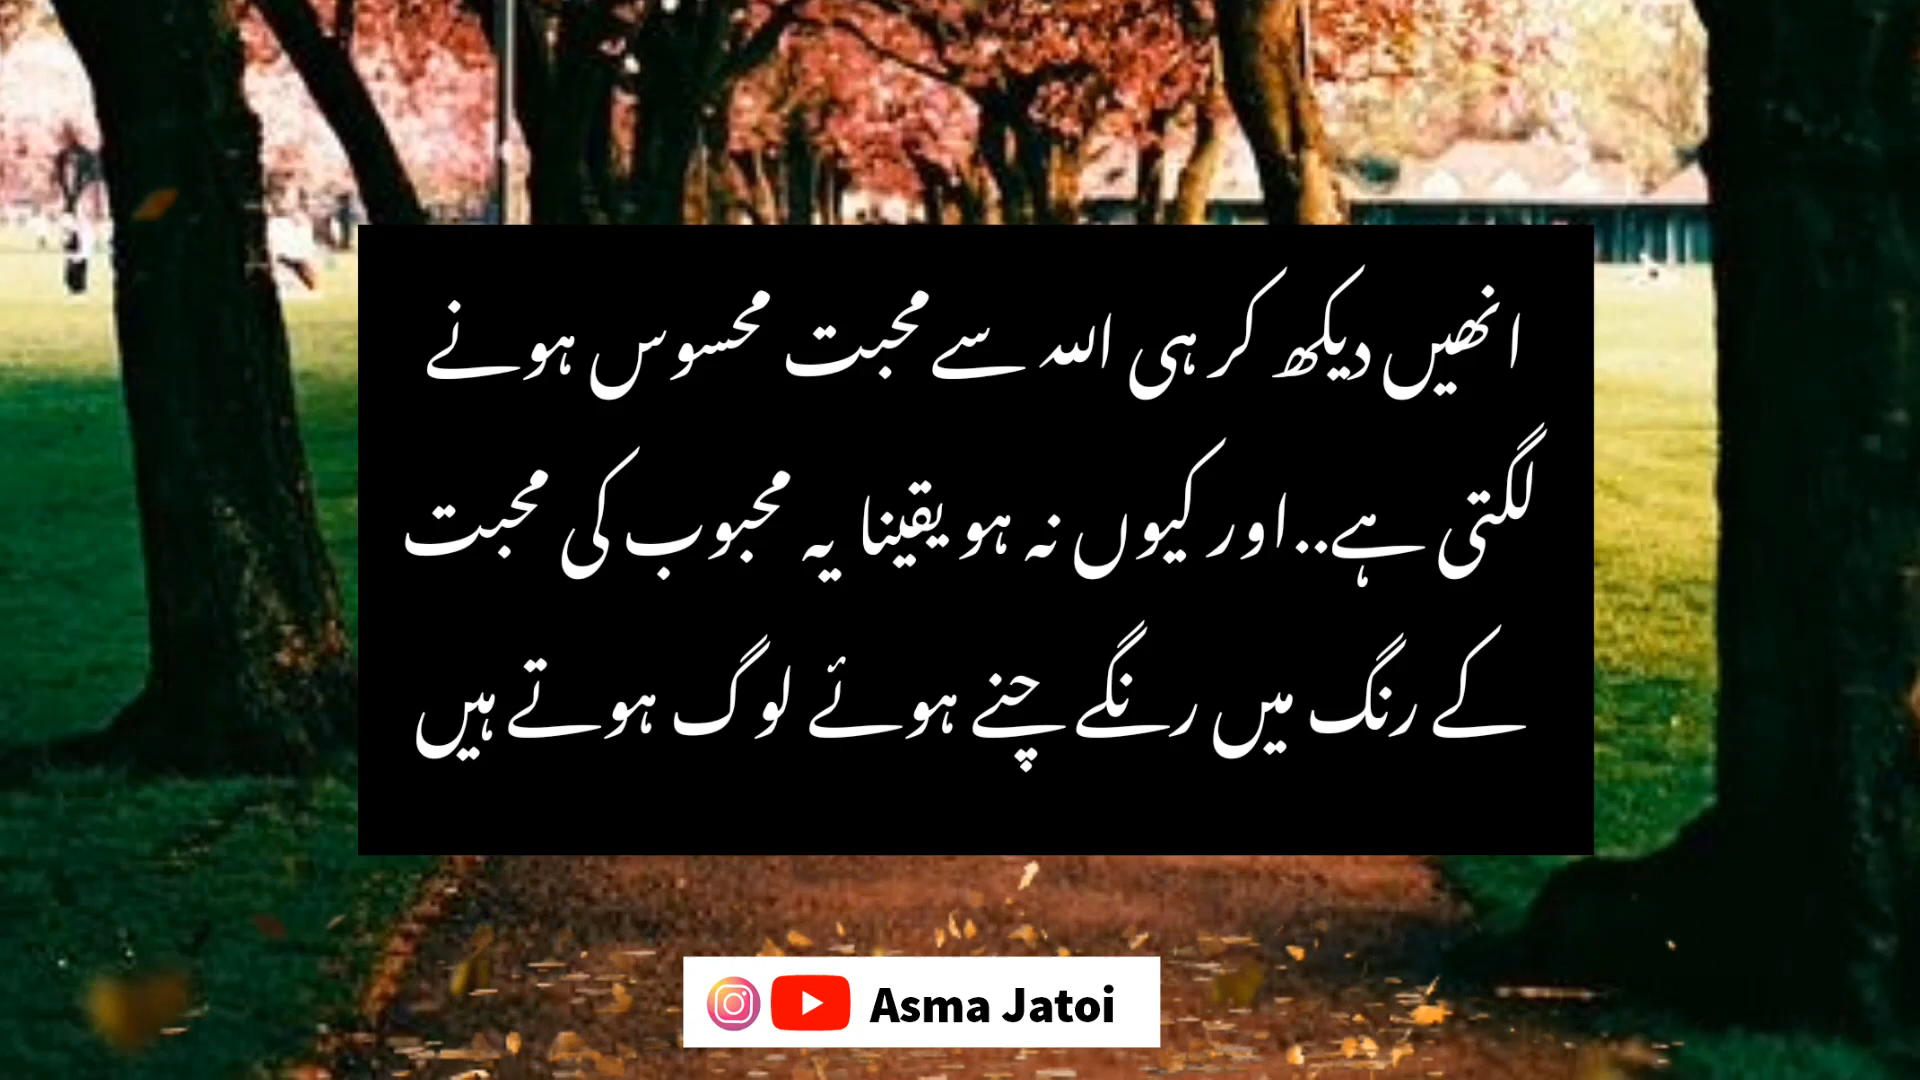 انھیں دیکھ کر ہی اللہ سے محبت محسوس ہونے
لگتی ہے.. اور کیوں نہ ہو یقینا یہ محبوب کی محبت
کے رنگ میں رنگے چنے ہوئے لوگ ہوتے ہیں
Asma Jatoi